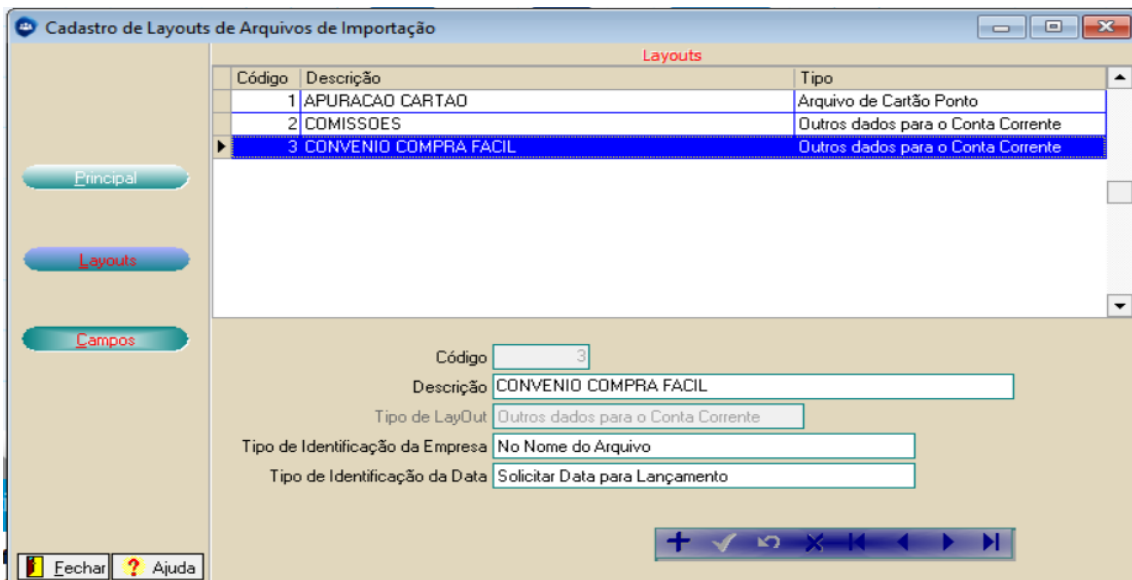 Cadastro de Layouts de Arquivos de Importação
Layouts
Código Descrição Tipo
1 APURACAO CARTAO Arquivo de Cartão Ponto
2 COMISSOES Outros dados para o Conta Corrente
3 CONVENIO COMPRA FACIL Outros dados para o Conta Corrente
Principal
Layouts
Campos
Código 3
Descrição CONVENIO COMPRA FACIL
Tipo de LayOut Outros dados para o Conta Corrente
Tipo de Identificação da Empresa No Nome do Arquivo
Tipo de Identificação da Data Solicitar Data para Lançamento
Fechar ? Ajuda